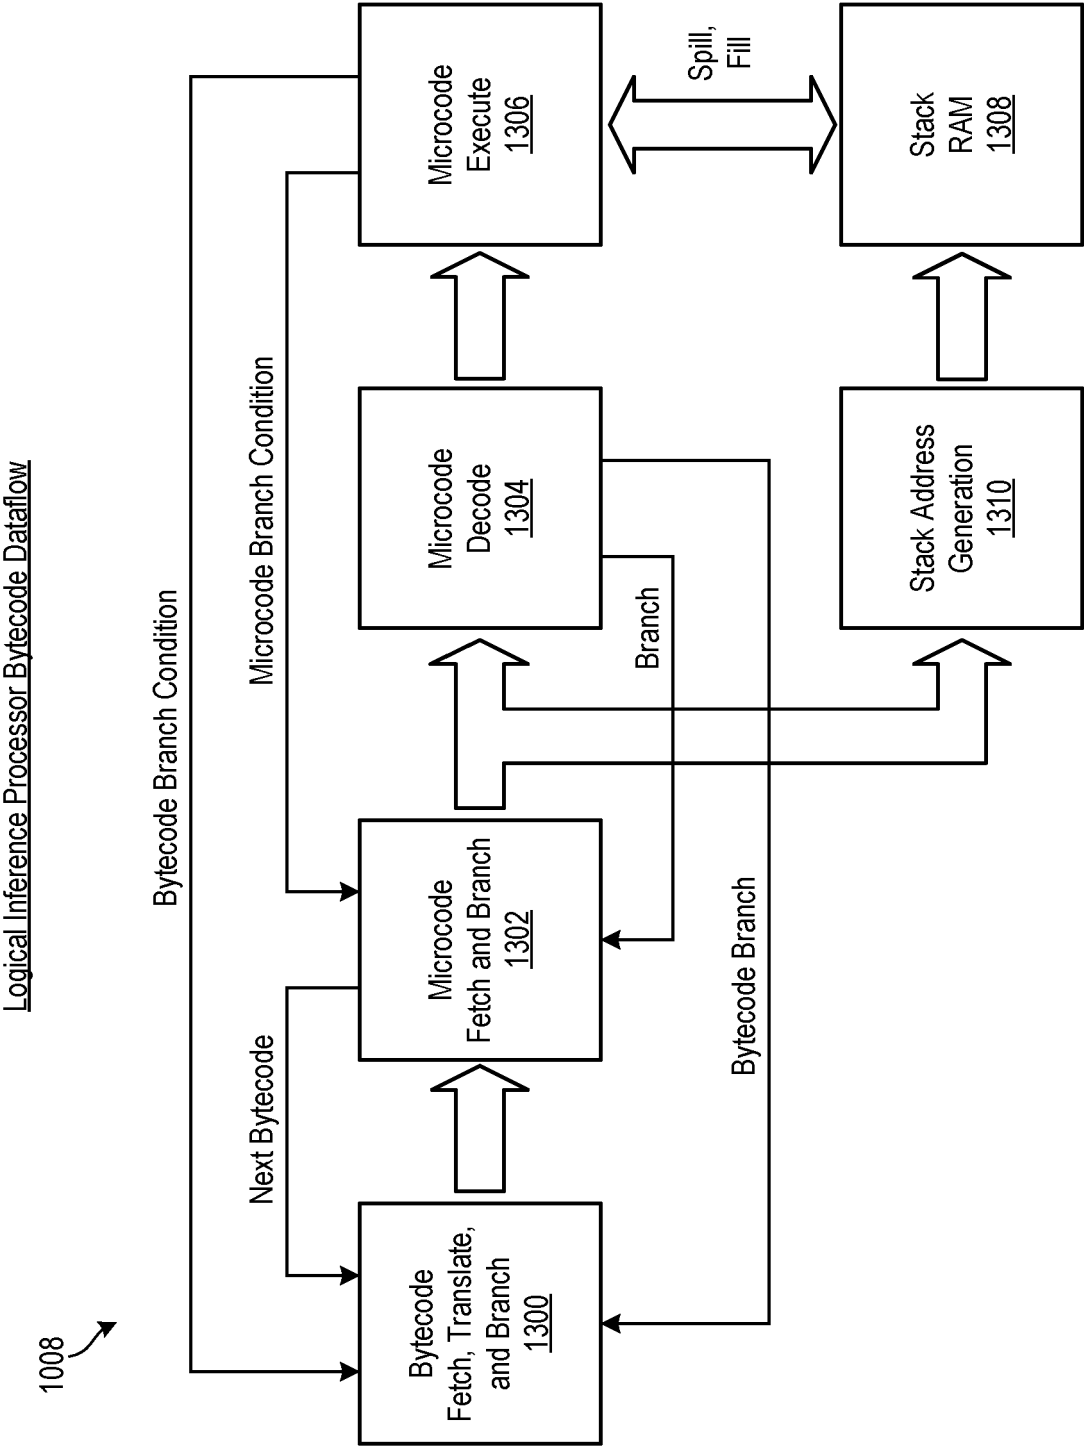 Logical Inference Processor Bytecode Dataflow
1008
Bytecode Branch Condition
Next Bytecode
Microcode Branch Condition
Bytecode
Fetch, Translate,
and Branch
1300
Microcode
Fetch and Branch
1302
Microcode
Decode
1304
Microcode
Execute
1306
Branch
Bytecode Branch
Spill,
Fill
Stack Address
Generation
1310
Stack
RAM
1308